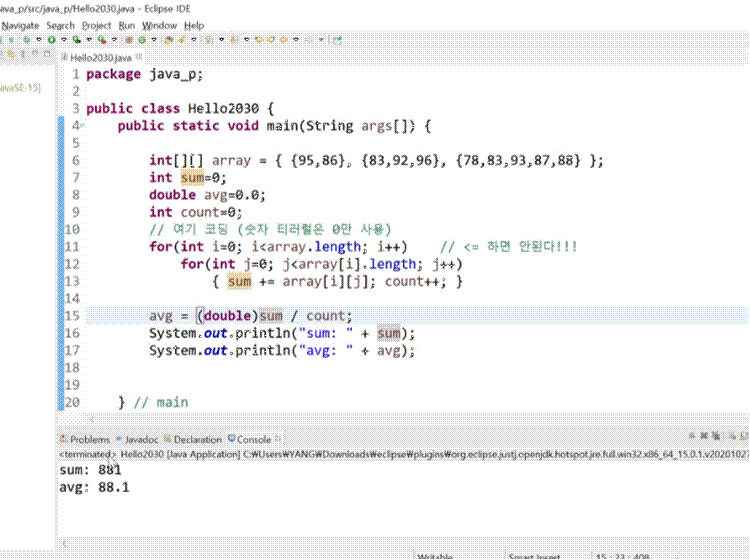 ava_p/src/java_p/Hello2030.java - Eclipse IDE
Navigate Search Project Run Window Help
Hello2030.java
avaSE-15]
1 package java_p;
2
3 public class Hello2030 {
4 public static void main(String args[]) {
5
6 int[][] array = { {95,86}, {83,92,96}, {78,83,93,87,88} };
7 int sum=0;
8 double avg=0.0;
9 int count=0;
10 // 여기 코딩 (숫자 티러럴은 0만 사용)
11 for(int i=0; i<array.length; i++) // <= 하면 안된다!!!
12 for(int j=0; j<array[i].length; j++)
13 { sum += array[i][j]; count++; }
14
15 avg = (double)sum / count;
16 System.out.println("sum: " + sum);
17 System.out.println("avg: " + avg);
18
19
20 } // main
Problems Javadoc Declaration Console
<terminated> Hello2030 [Java Application] C:₩Users₩YANG₩Downloads₩eclipse₩plugins₩org.eclipse.justj.openjdk.hotspot.jre.full.win32.x86_64_15.0.1.v20201027
sum: 881
avg: 88.1
Writable Smart Insert 15 : 23 : 408